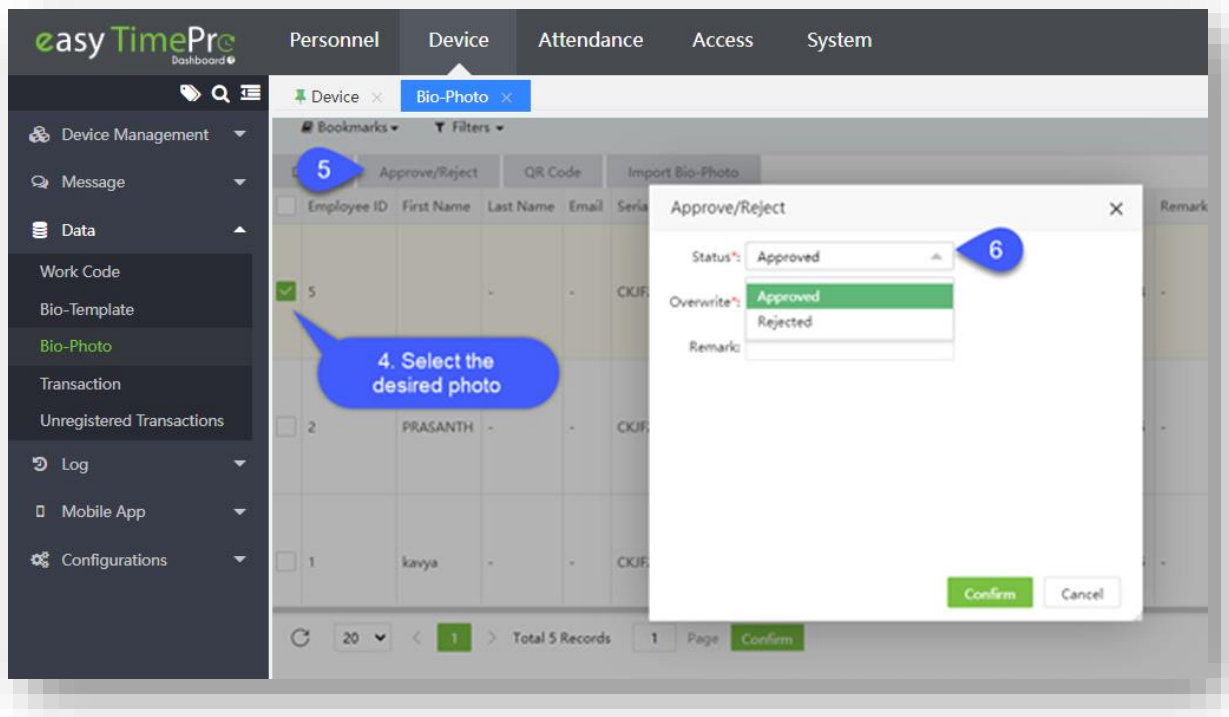 easy TimePro
Dashboard
Personnel Device Attendance Access System
Device Bio-Photo
Bookmarks Filters
Device Management
Message
Data
Work Code
Bio-Template
Bio-Photo
Transaction
Unregistered Transactions
Log
Mobile App
Configurations
5 Approve/Reject QR Code Import Bio-Photo
Employee ID First Name Last Name Email Remark
5 - - -
4. Select the
desired photo
2 PRASANTH - - -
1 kavya - - -
Approve/Reject
Status*: Approved 6
Overwrite*: Approved
Rejected
Remark:
Confirm Cancel
20 < 1 > Total 5 Records 1 Page Confirm